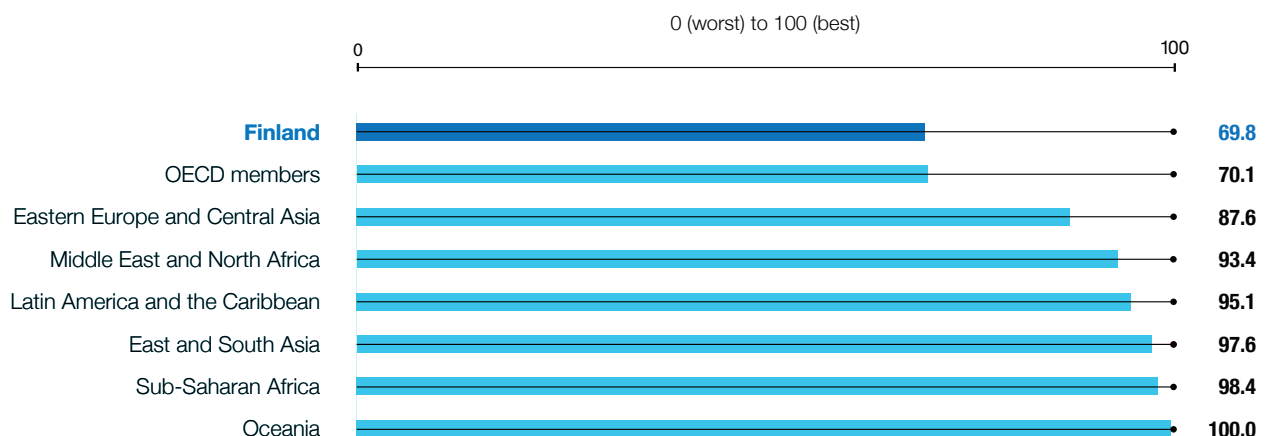 0 (worst) to 100 (best)
0 100
Finland 69.8
OECD members 70.1
Eastern Europe and Central Asia 87.6
Middle East and North Africa 93.4
Latin America and the Caribbean 95.1
East and South Asia 97.6
Sub-Saharan Africa 98.4
Oceania 100.0